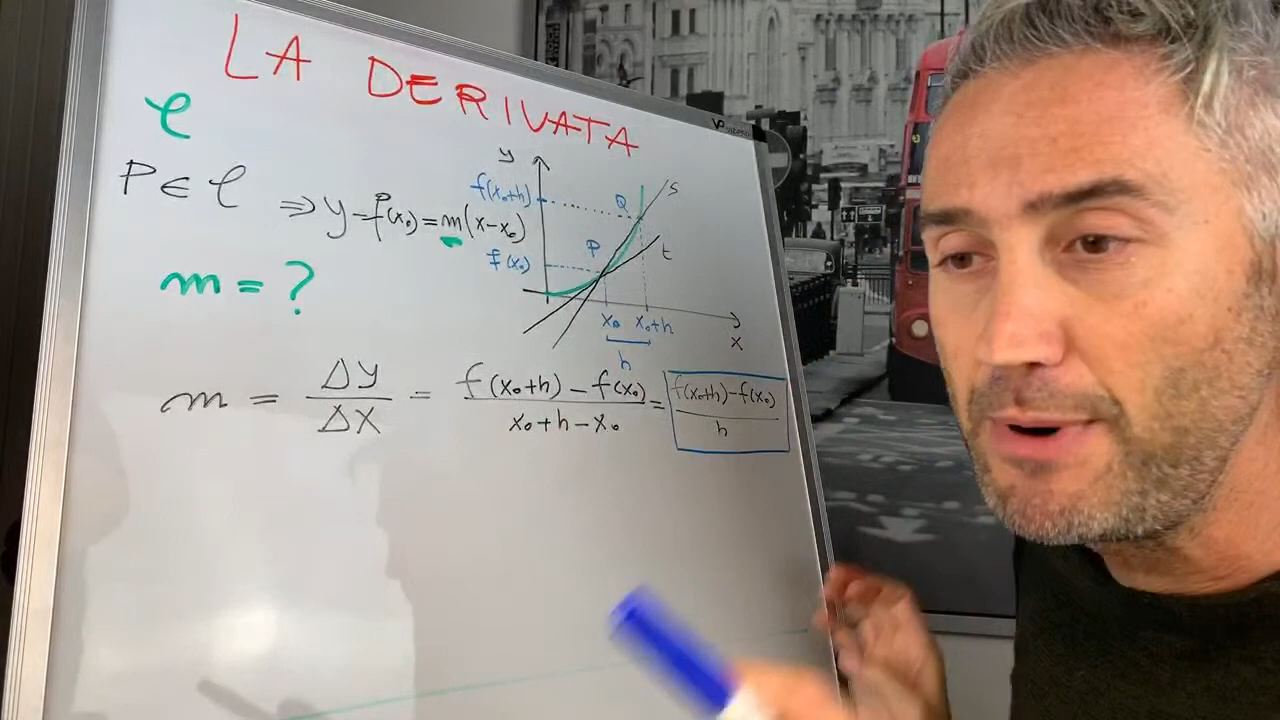 LA DERIVATA
𝒞
P ∈ 𝒞 ⇒ y - f(x₀) = m(x - x₀)
P
m = ?
y
f(x₀+h)
f(x₀)
Q
P
s
t
x₀ x₀+h
x
h
m = Δy/Δx = (f(x₀+h) - f(x₀))/(x₀+h-x₀) = (f(x₀+h) - f(x₀))/h